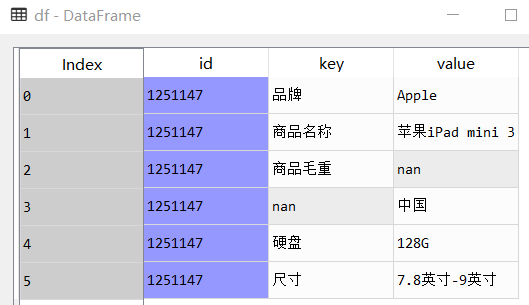 df - DataFrame
Index id key value
0 1251147 品牌 Apple
1 1251147 商品名称 苹果iPad mini 3
2 1251147 商品毛重 nan
3 1251147 nan 中国
4 1251147 硬盘 128G
5 1251147 尺寸 7.8英寸-9英寸